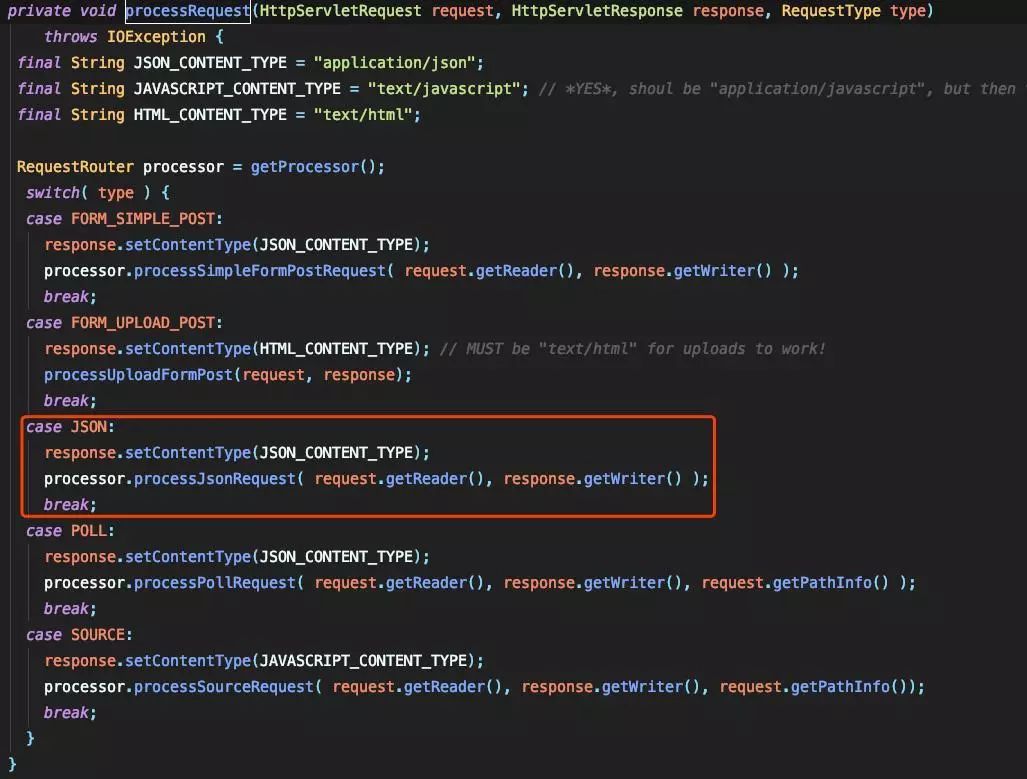 private void processRequest(HttpServletRequest request, HttpServletResponse response, RequestType type)
throws IOException {
final String JSON_CONTENT_TYPE = "application/json";
final String JAVASCRIPT_CONTENT_TYPE = "text/javascript"; // *YES*, shoul be "application/javascript", but then
final String HTML_CONTENT_TYPE = "text/html";
RequestRouter processor = getProcessor();
switch( type ) {
case FORM_SIMPLE_POST:
response.setContentType(JSON_CONTENT_TYPE);
processor.processSimpleFormPostRequest( request.getReader(), response.getWriter() );
break;
case FORM_UPLOAD_POST:
response.setContentType(HTML_CONTENT_TYPE); // MUST be "text/html" for uploads to work!
processUploadFormPost(request, response);
break;
case JSON:
response.setContentType(JSON_CONTENT_TYPE);
processor.processJsonRequest( request.getReader(), response.getWriter() );
break;
case POLL:
response.setContentType(JSON_CONTENT_TYPE);
processor.processPollRequest( request.getReader(), response.getWriter(), request.getPathInfo() );
break;
case SOURCE:
response.setContentType(JAVASCRIPT_CONTENT_TYPE);
processor.processSourceRequest( request.getReader(), response.getWriter(), request.getPathInfo());
break;
}
}